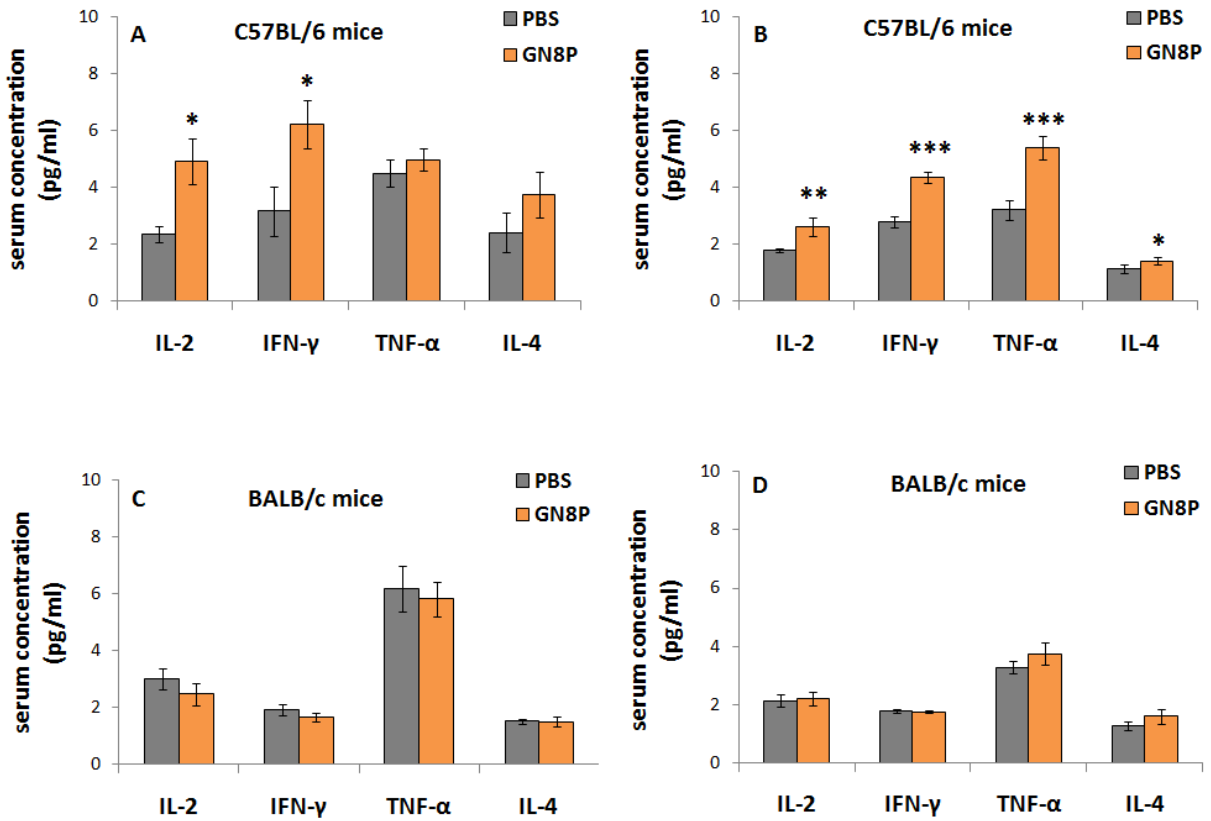 A
C57BL/6 mice
PBS
GN8P
*
*
serum concentration
(pg/ml)
10
8
6
4
2
0
IL-2
IFN-γ
TNF-α
IL-4
B
C57BL/6 mice
PBS
GN8P
**
***
***
*
serum concentration
(pg/ml)
10
8
6
4
2
0
IL-2
IFN-γ
TNF-α
IL-4
C
BALB/c mice
PBS
GN8P
serum concentration
(pg/ml)
10
8
6
4
2
0
IL-2
IFN-γ
TNF-α
IL-4
D
BALB/c mice
PBS
GN8P
serum concentration
(pg/ml)
10
8
6
4
2
0
IL-2
IFN-γ
TNF-α
IL-4